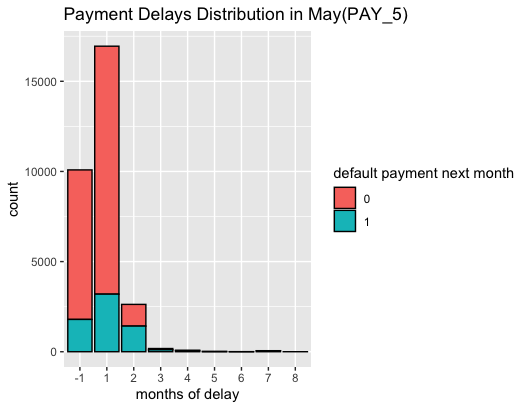 Payment Delays Distribution in May(PAY_5)
15000
10000
5000
0
count
-1 1 2 3 4 5 6 7 8
months of delay
default payment next month
0
1